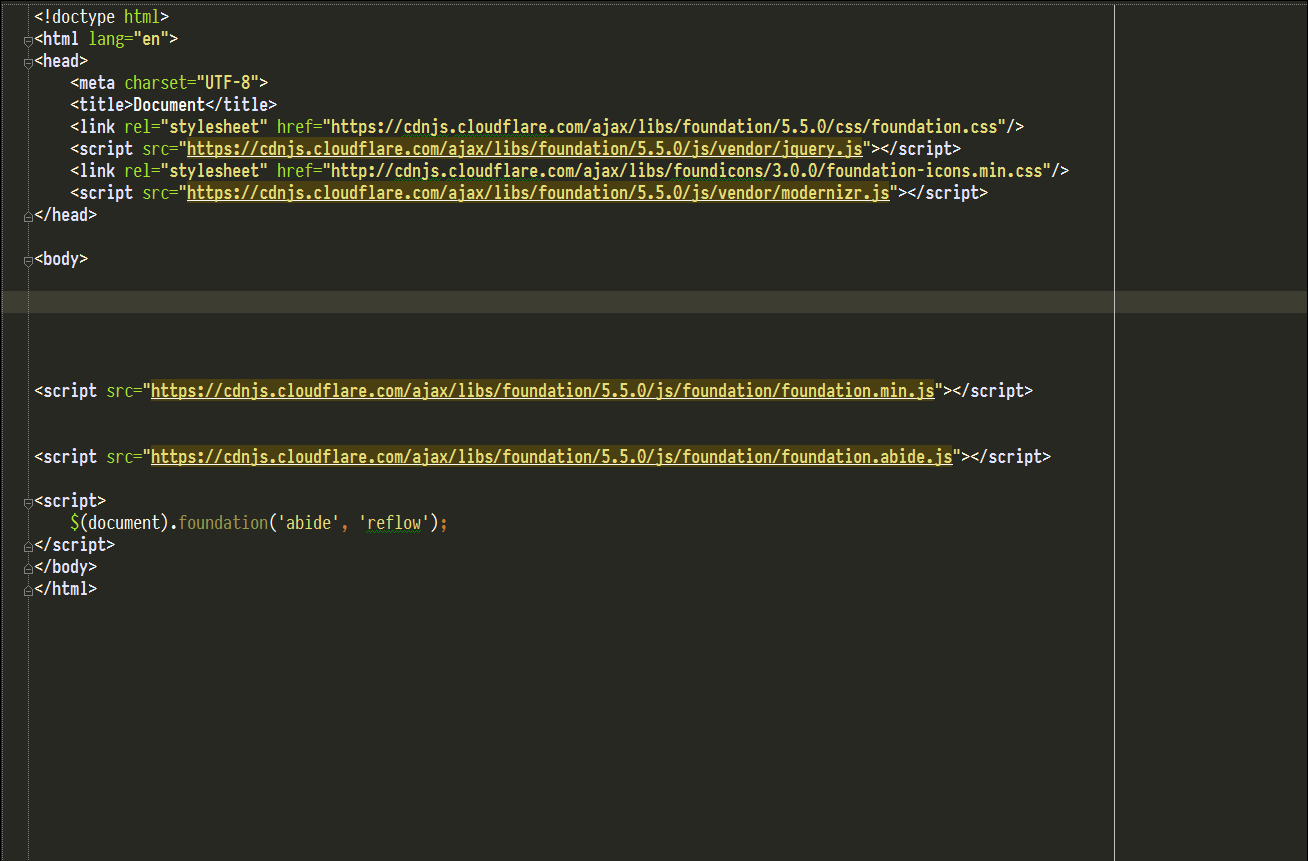 <!doctype html>
<html lang="en">
<head>
    <meta charset="UTF-8">
    <title>Document</title>
    <link rel="stylesheet" href="https://cdnjs.cloudflare.com/ajax/libs/foundation/5.5.0/css/foundation.css"/>
    <script src="https://cdnjs.cloudflare.com/ajax/libs/foundation/5.5.0/js/vendor/jquery.js"></script>
    <link rel="stylesheet" href="http://cdnjs.cloudflare.com/ajax/libs/foundicons/3.0.0/foundation-icons.min.css"/>
    <script src="https://cdnjs.cloudflare.com/ajax/libs/foundation/5.5.0/js/vendor/modernizr.js"></script>
</head>
<body>
<script src="https://cdnjs.cloudflare.com/ajax/libs/foundation/5.5.0/js/foundation/foundation.min.js"></script>
<script src="https://cdnjs.cloudflare.com/ajax/libs/foundation/5.5.0/js/foundation/foundation.abide.js"></script>
<script>
    $(document).foundation('abide', 'reflow');
</script>
</body>
</html>